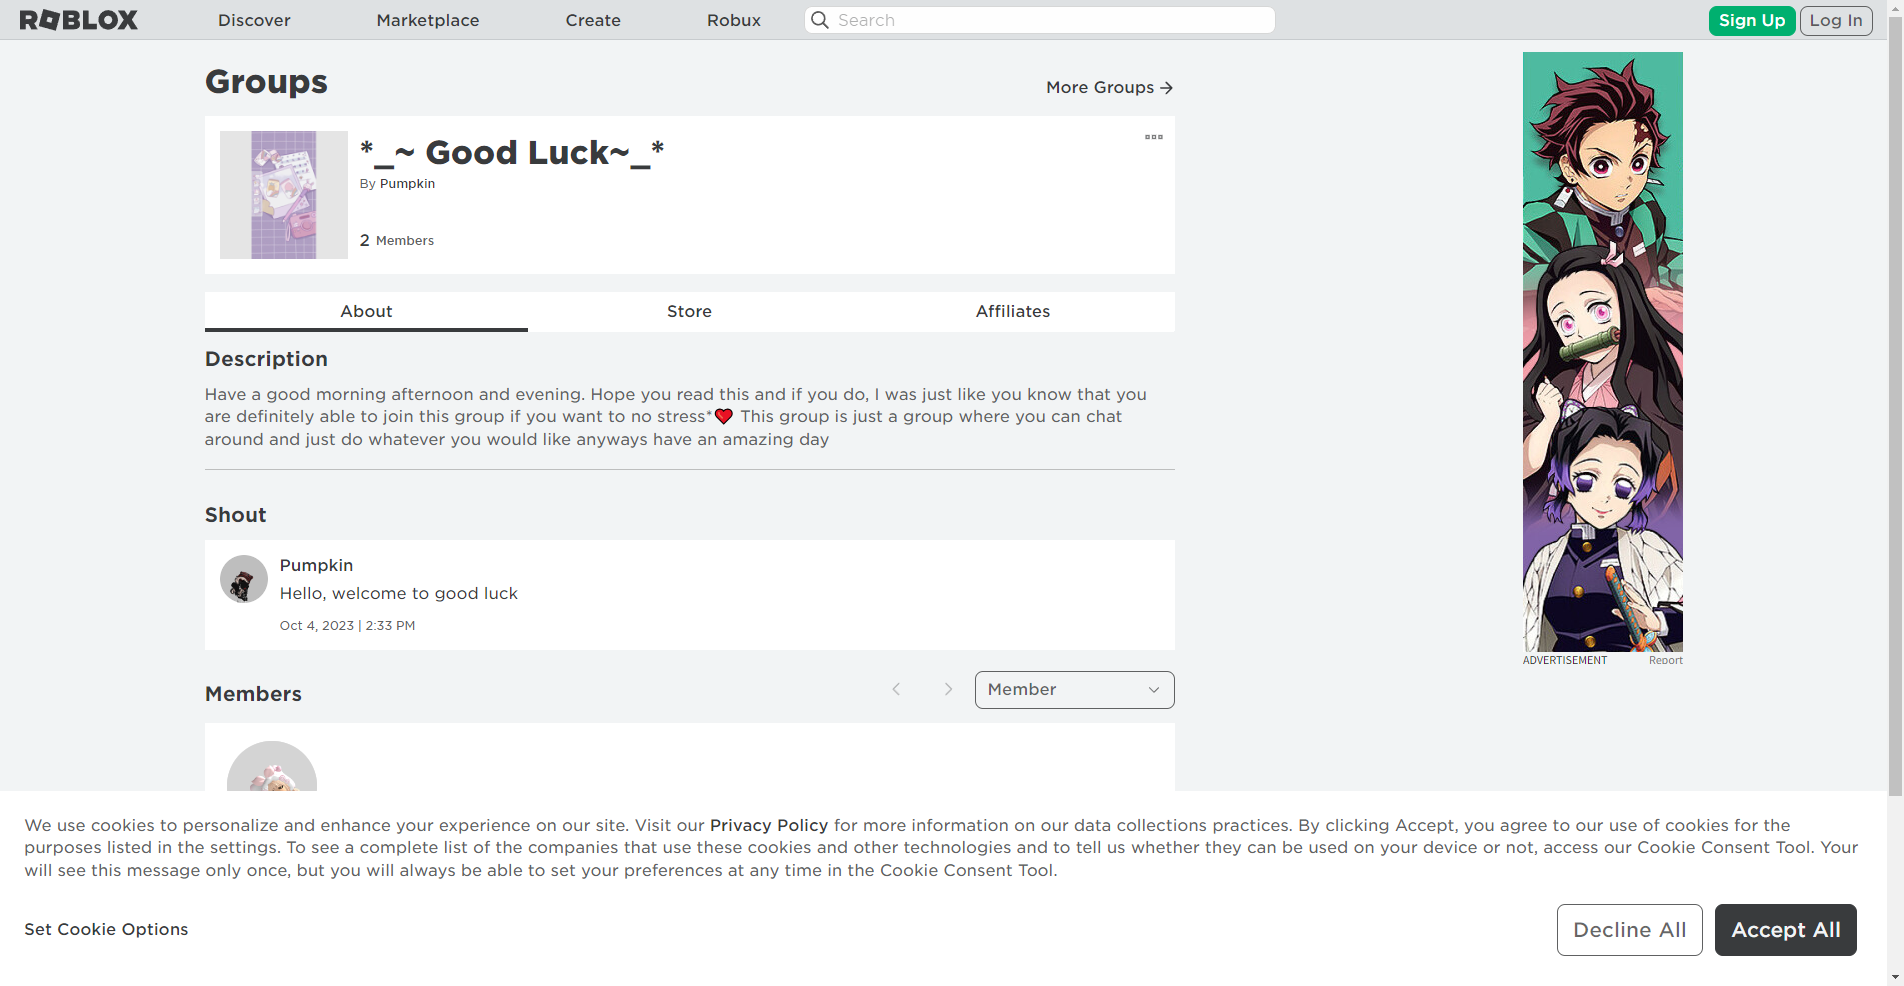 ROBLOX
Discover
Marketplace
Create
Robux
Search
Sign Up
Log In
Groups
More Groups
*_~ Good Luck~_*
By Pumpkin
2 Members
About
Store
Affiliates
Description
Have a good morning afternoon and evening. Hope you read this and if you do, I was just like you know that you
are definitely able to join this group if you want to no stress*❤️ This group is just a group where you can chat
around and just do whatever you would like anyways have an amazing day
Shout
Pumpkin
Hello, welcome to good luck
Oct 4, 2023 | 2:33 PM
ADVERTISEMENT
Report
Members
Member
We use cookies to personalize and enhance your experience on our site. Visit our Privacy Policy for more information on our data collections practices. By clicking Accept, you agree to our use of cookies for the
purposes listed in the settings. To see a complete list of the companies that use these cookies and other technologies and to tell us whether they can be used on your device or not, access our Cookie Consent Tool. Your
will see this message only once, but you will always be able to set your preferences at any time in the Cookie Consent Tool.
Set Cookie Options
Decline All
Accept All